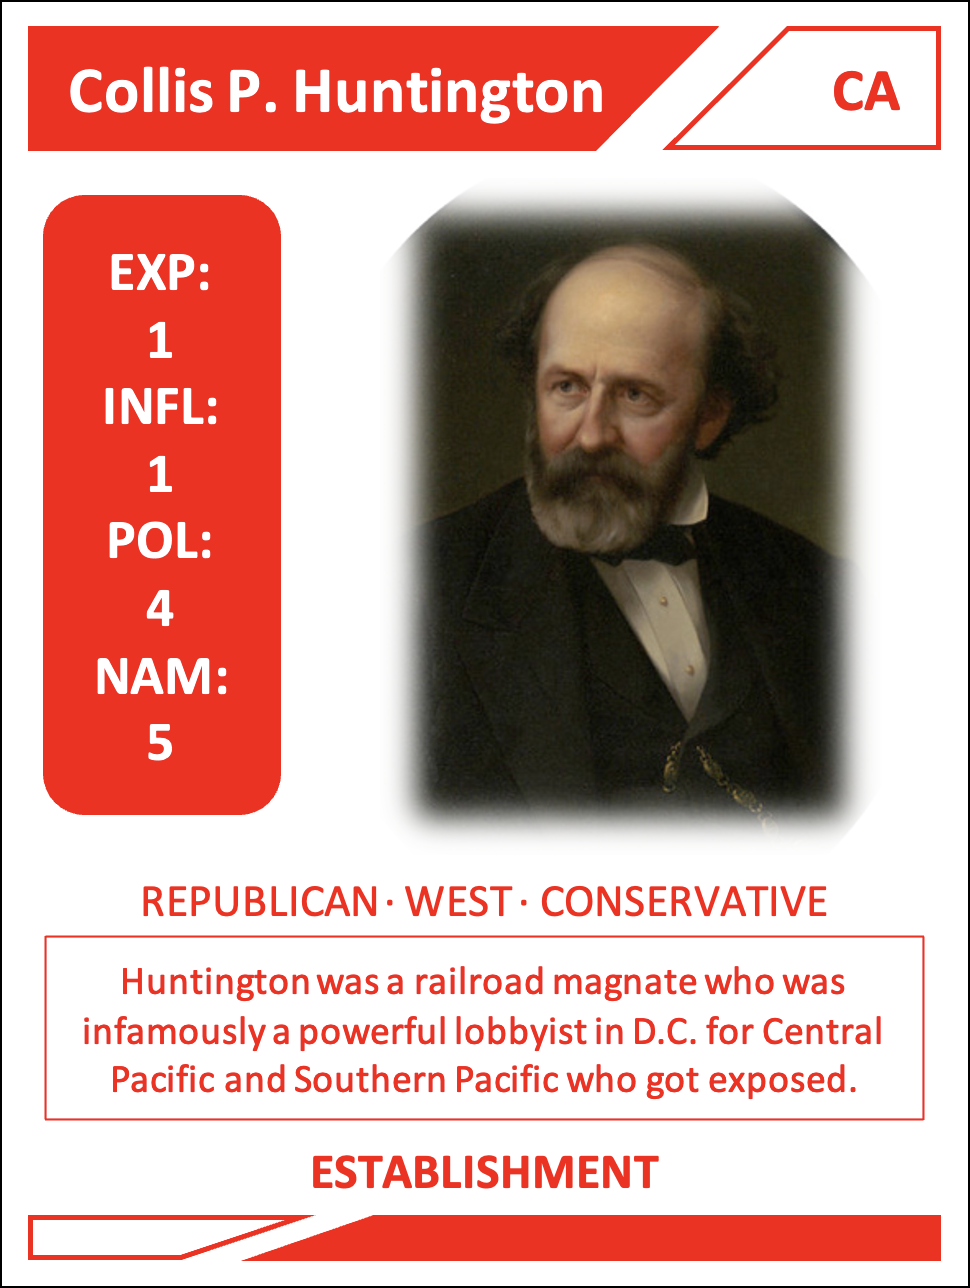 Collis P. Huntington
CA
EXP:
1
INFL:
1
POL:
4
NAM:
5
REPUBLICAN · WEST · CONSERVATIVE
Huntington was a railroad magnate who was
infamously a powerful lobbyist in D.C. for Central
Pacific and Southern Pacific who got exposed.
ESTABLISHMENT